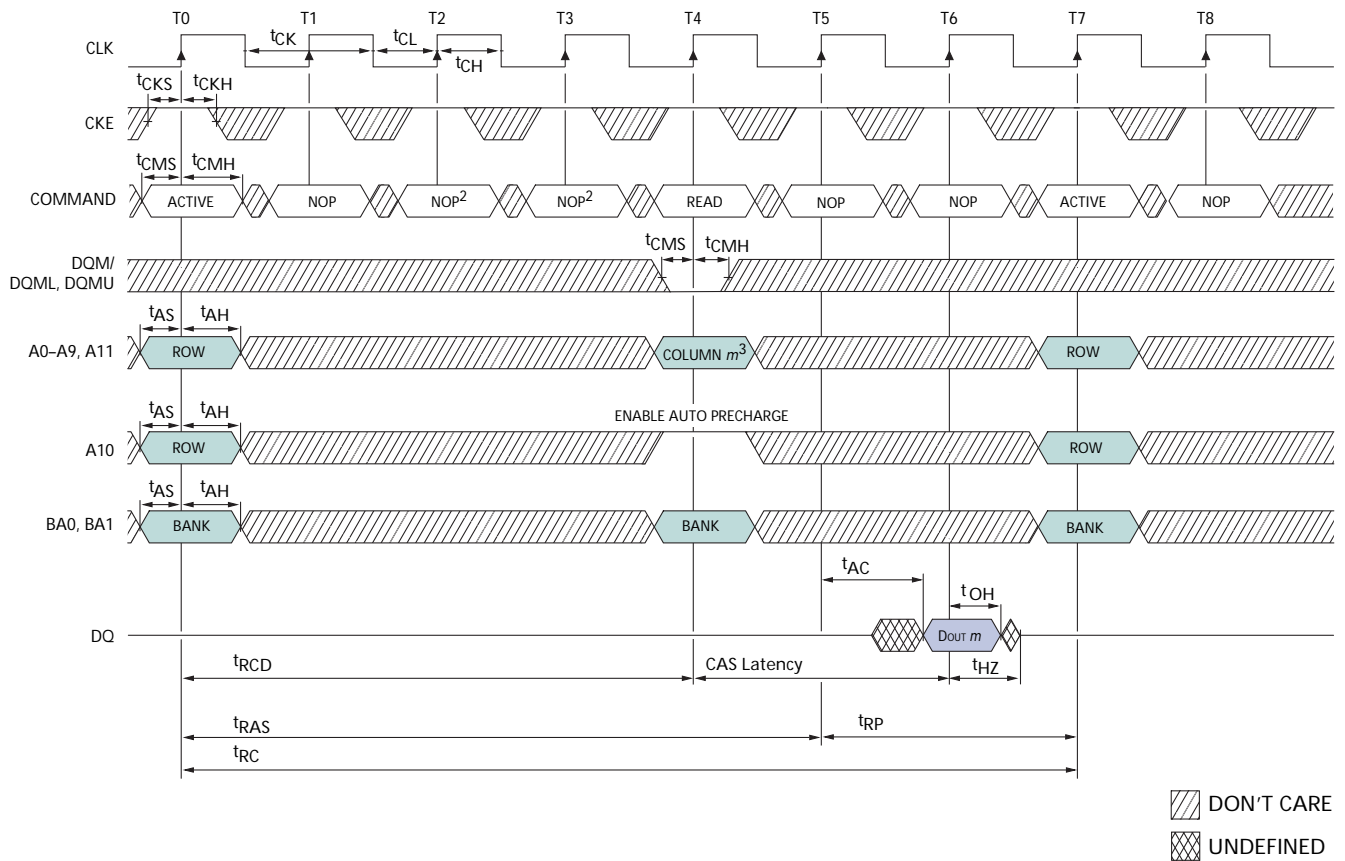 T0 T1 T2 T3 T4 T5 T6 T7 T8
CLK
tCK tCL
tCH
tCKS tCKH
CKE
tCMS tCMH
COMMAND ACTIVE NOP NOP2 NOP2 READ NOP NOP ACTIVE NOP
tCMS tCMH
DQM/
DQML, DQMU
tAS tAH
A0–A9, A11 ROW COLUMN m3 ROW
ENABLE AUTO PRECHARGE
tAS tAH
A10 ROW ROW
tAS tAH
BA0, BA1 BANK BANK BANK
tAC
tOH
DQ DOUT m
tRCD CAS Latency tHZ
tRAS tRP
tRC
DON'T CARE
UNDEFINED